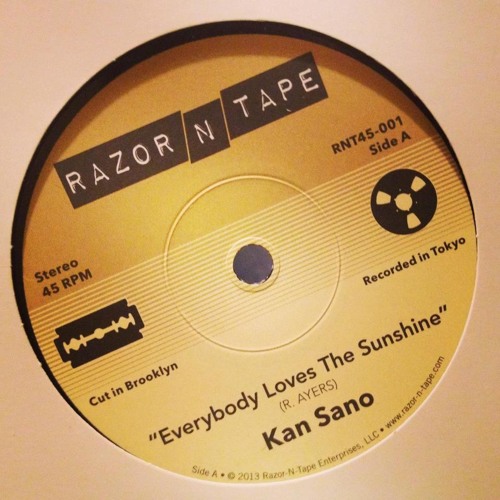 RAZOR N TAPE
RNT45-001
Side A
Stereo
45 RPM
Recorded in Tokyo
Cut in Brooklyn
"Everybody Loves The Sunshine"
(R. AYERS)
Kan Sano
Side A • © 2013 Razor-N-Tape Enterprises, LLC • www.razor-n-tape.com